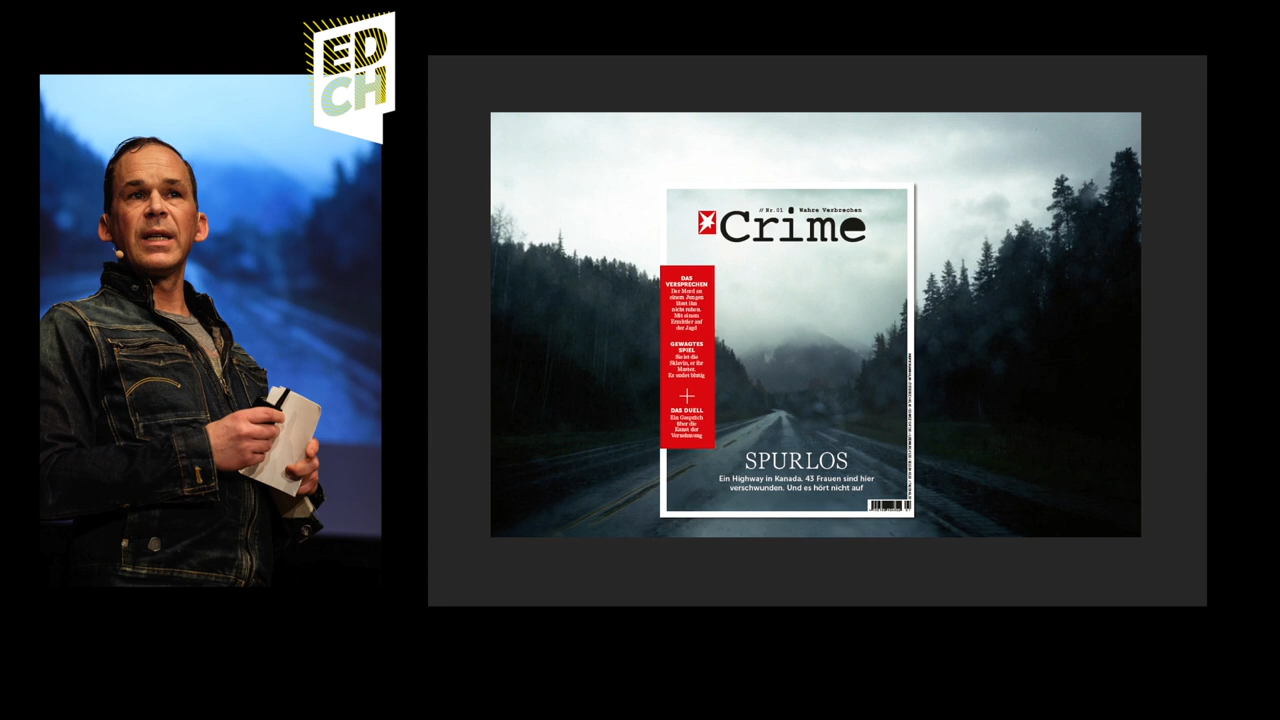 ED
CH
// Nr. 01 Wahre Verbrechen
Crime
DAS
VERSPRECHEN
Der Mord an
einem Jungen
lässt ihn
nicht ruhen.
Mit einem
Ermittler auf
der Jagd
GEWAGTES
SPIEL
Sie ist die
Sklavin, er ihr
Master.
Es endet blutig
DAS DUELL
Ein Gespräch
über die
Kunst der
Vernehmung
SPURLOS
Ein Highway in Kanada. 43 Frauen sind hier
verschwunden. Und es hört nicht auf